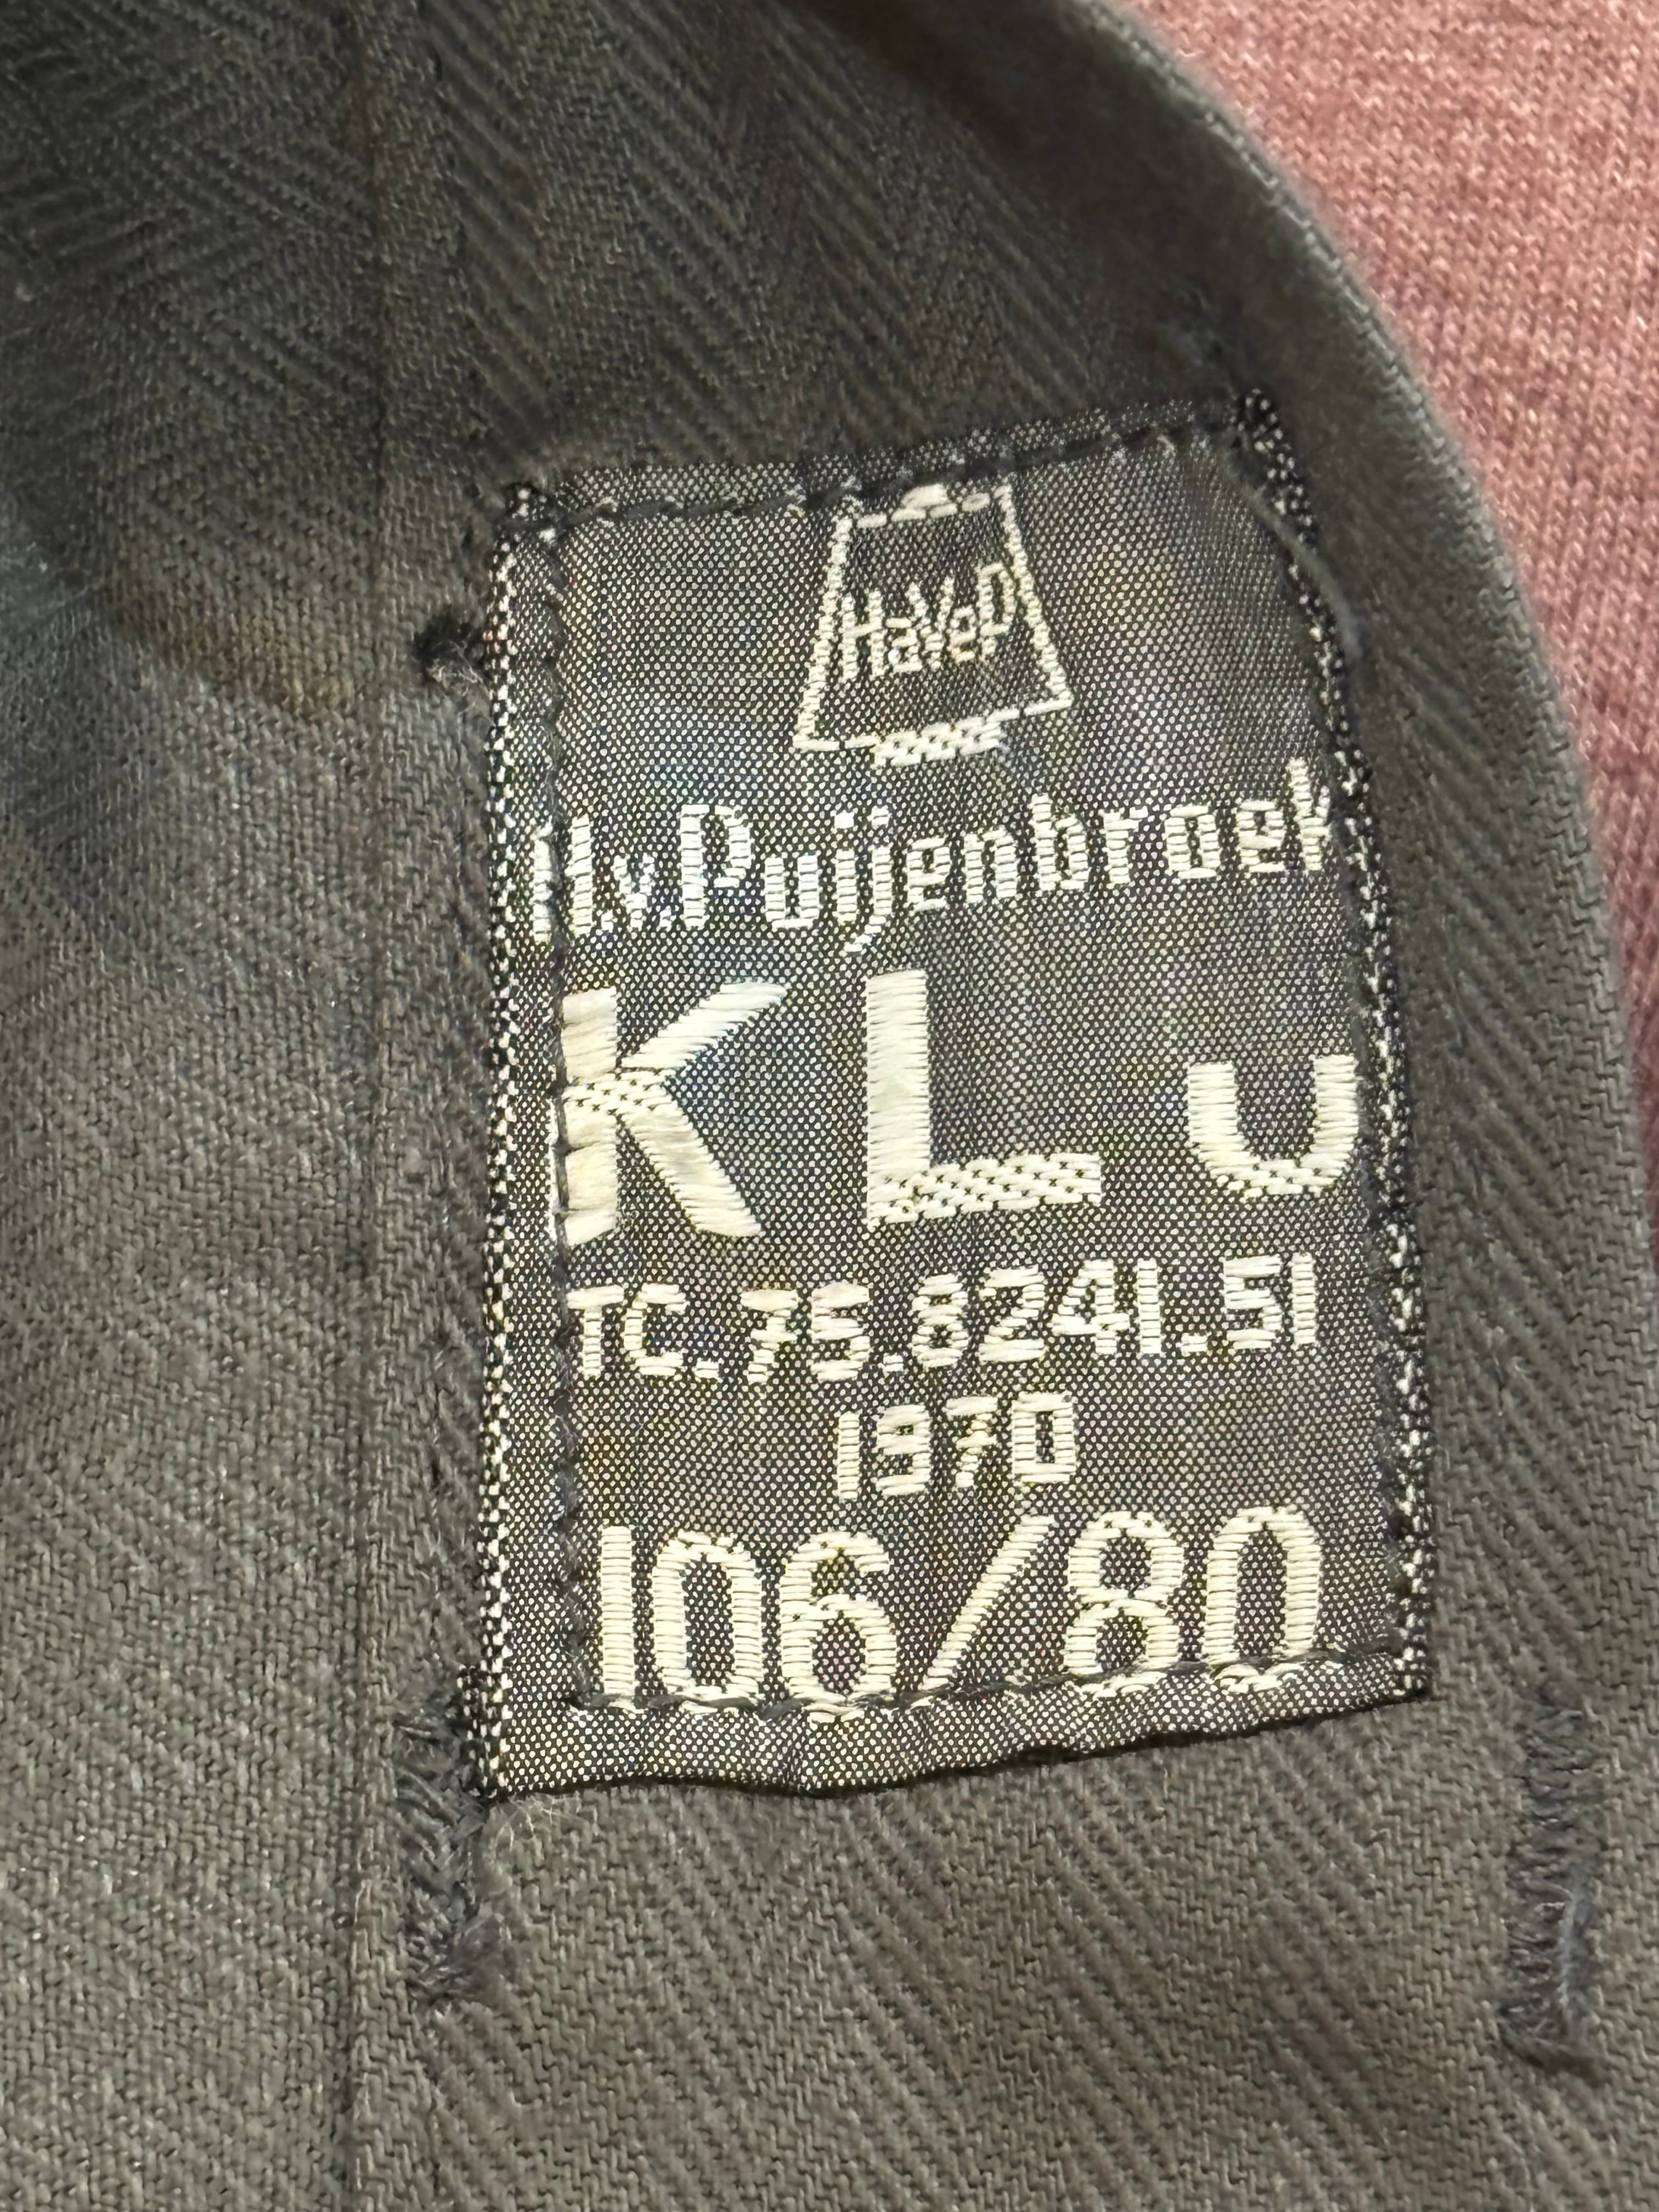 HaVeP
H.v.Puijenbroek
KLu
TC.75.8241.51
1970
106/80